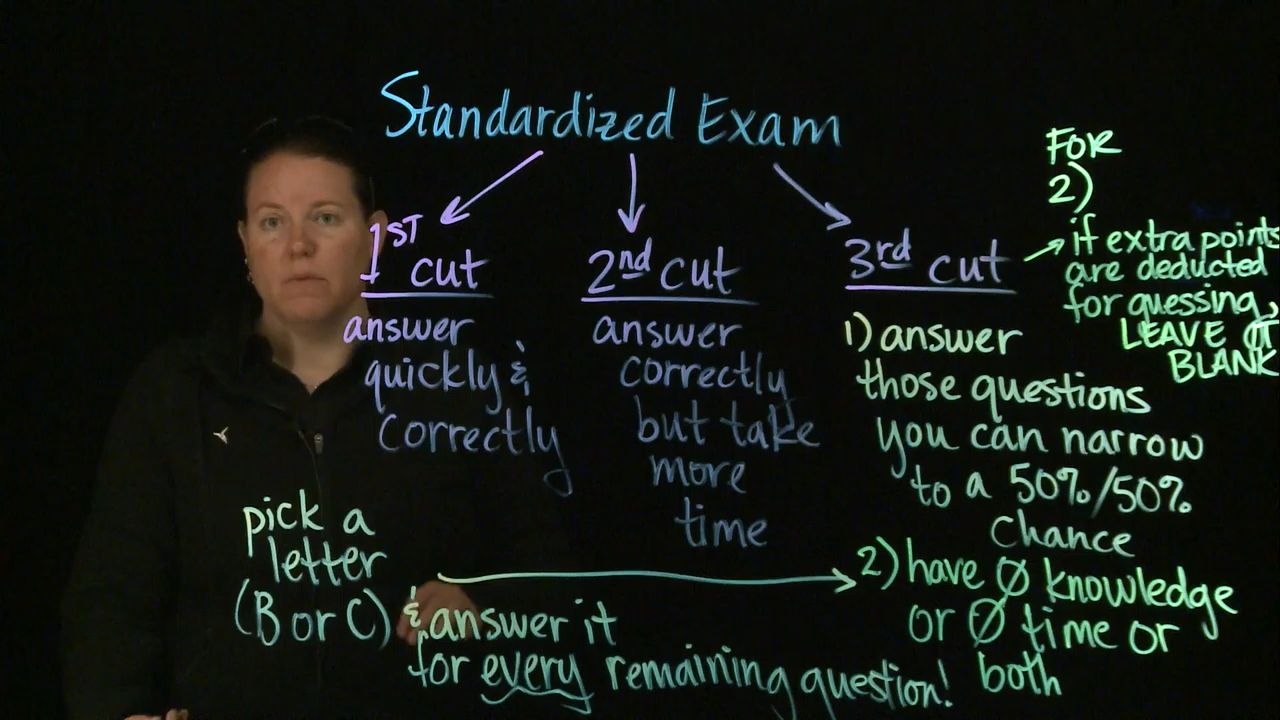 Standardized Exam
1ST cut
answer
quickly &
correctly
2nd cut
answer
correctly
but take
more
time
3rd cut
1) answer
those questions
you can narrow
to a 50%/50%
chance
2) have Ø knowledge
or Ø time or
both
FOR
2)
if extra points
are deducted
for guessing,
LEAVE IT
BLANK
pick a
letter
(B or C) & answer it
for every remaining question!